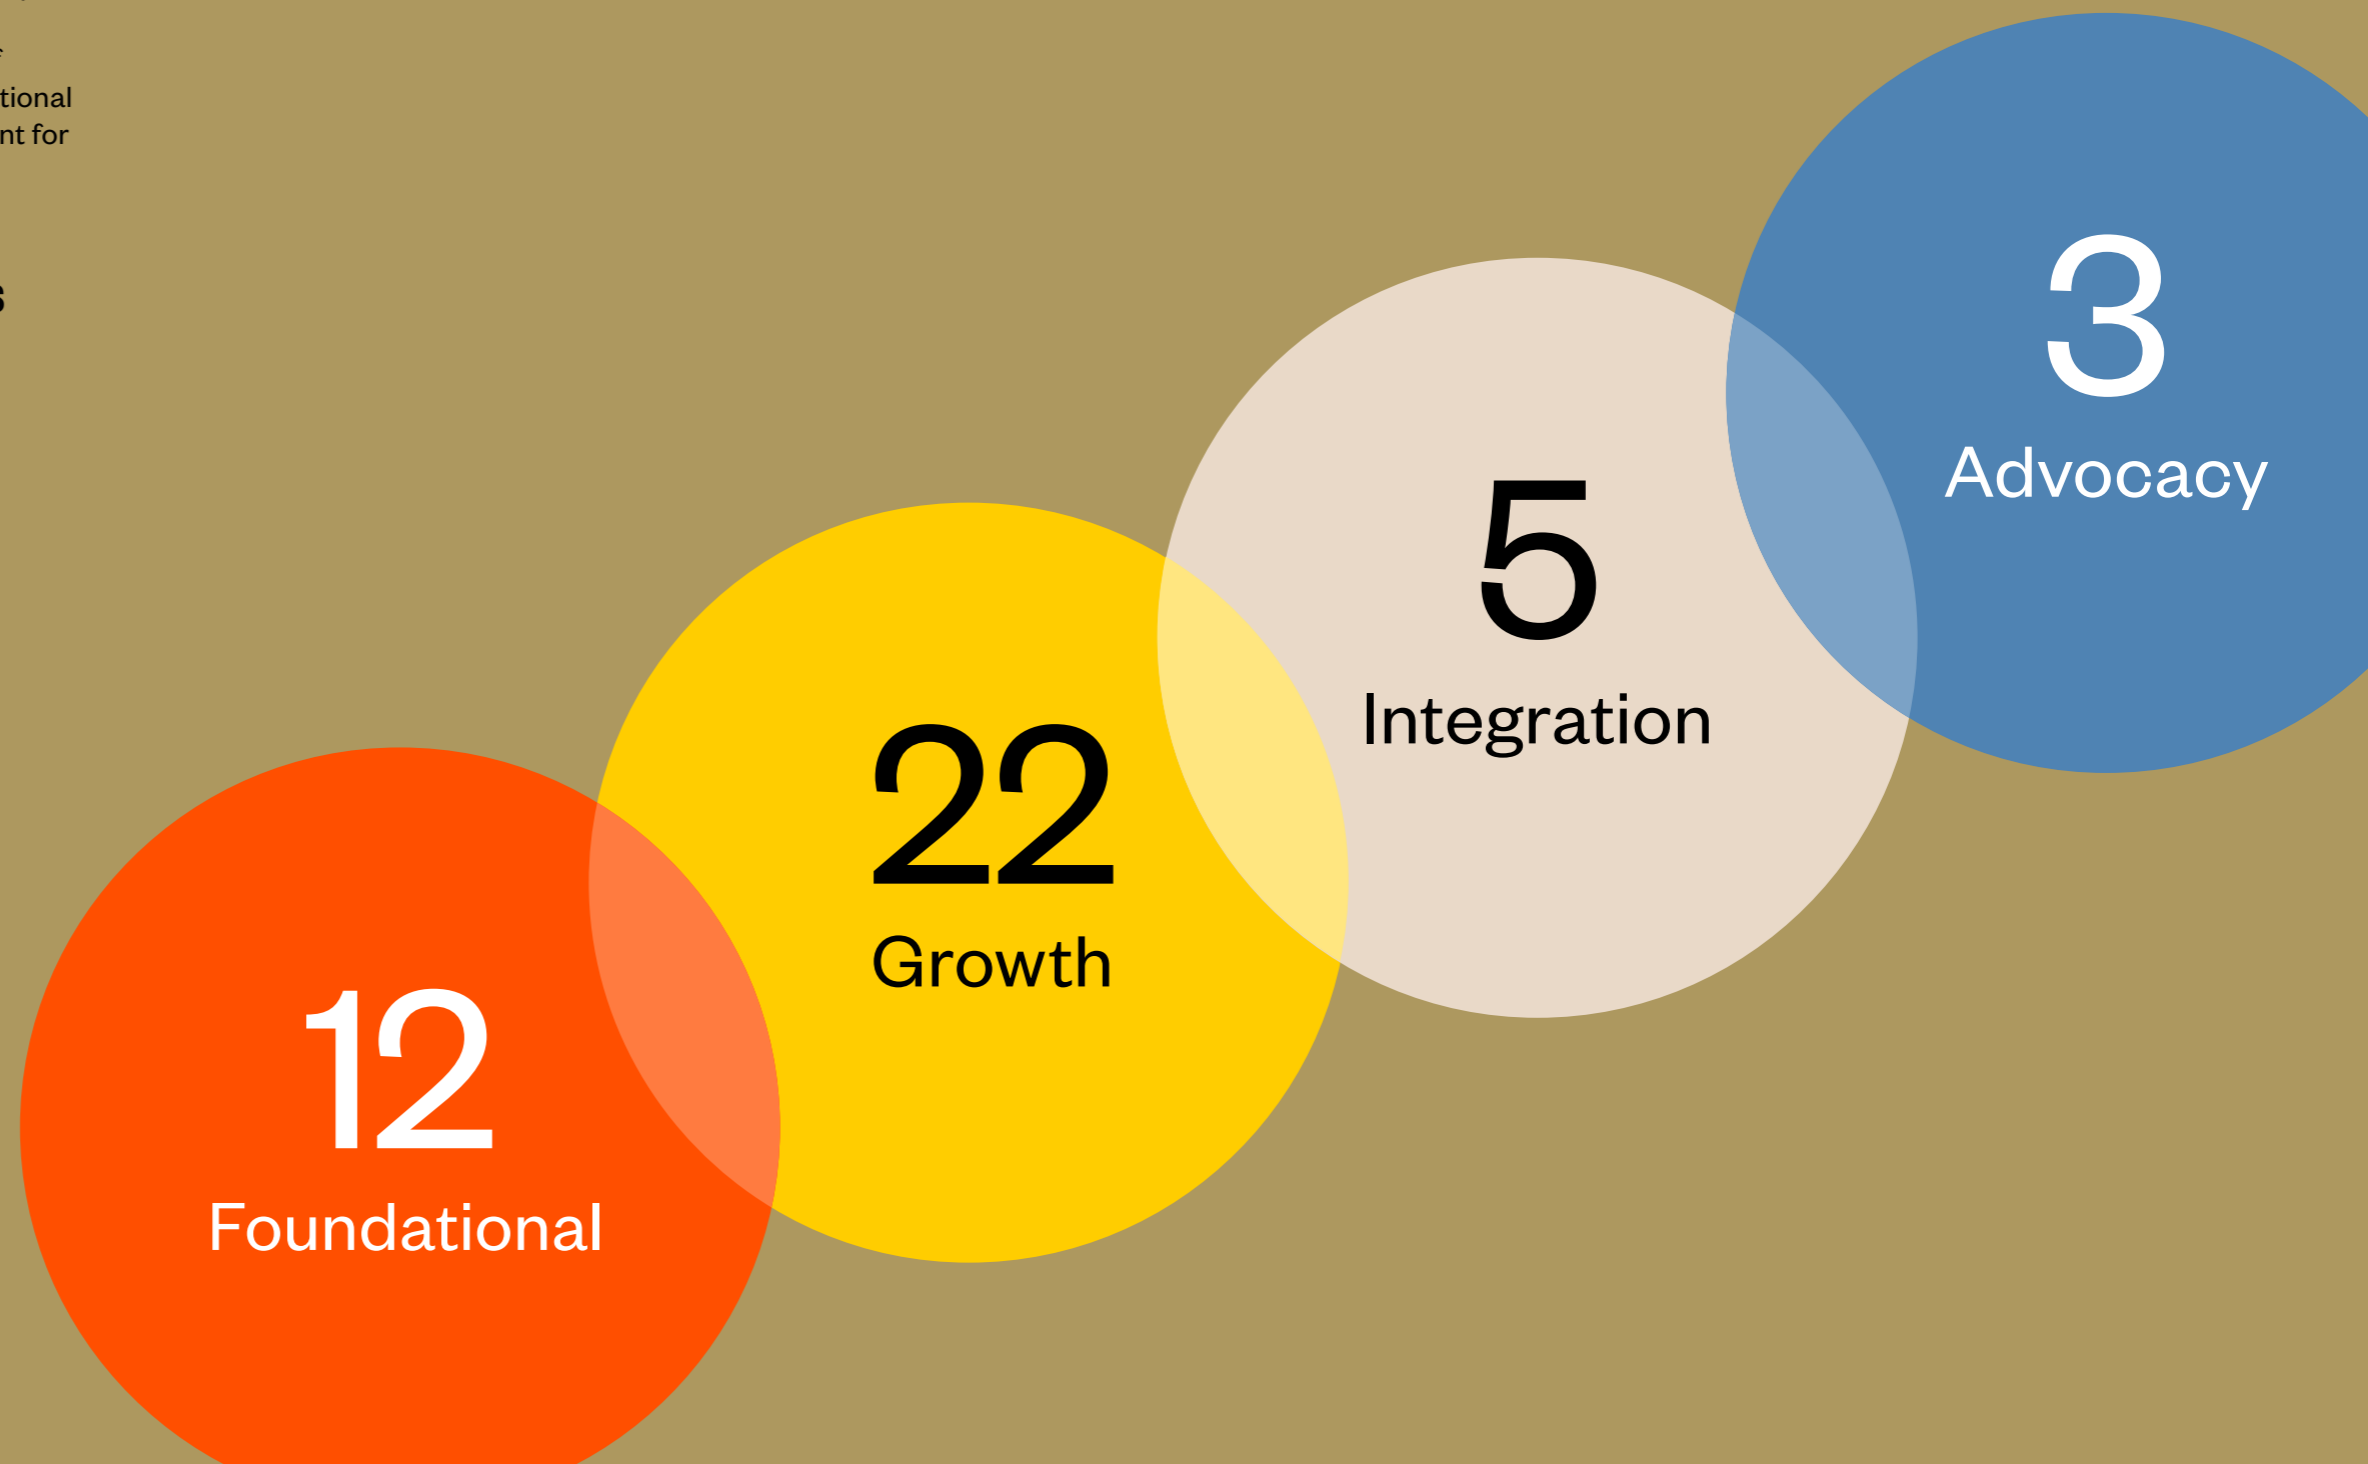 tional
nt for
s
3
Advocacy
5
Integration
22
Growth
12
Foundational